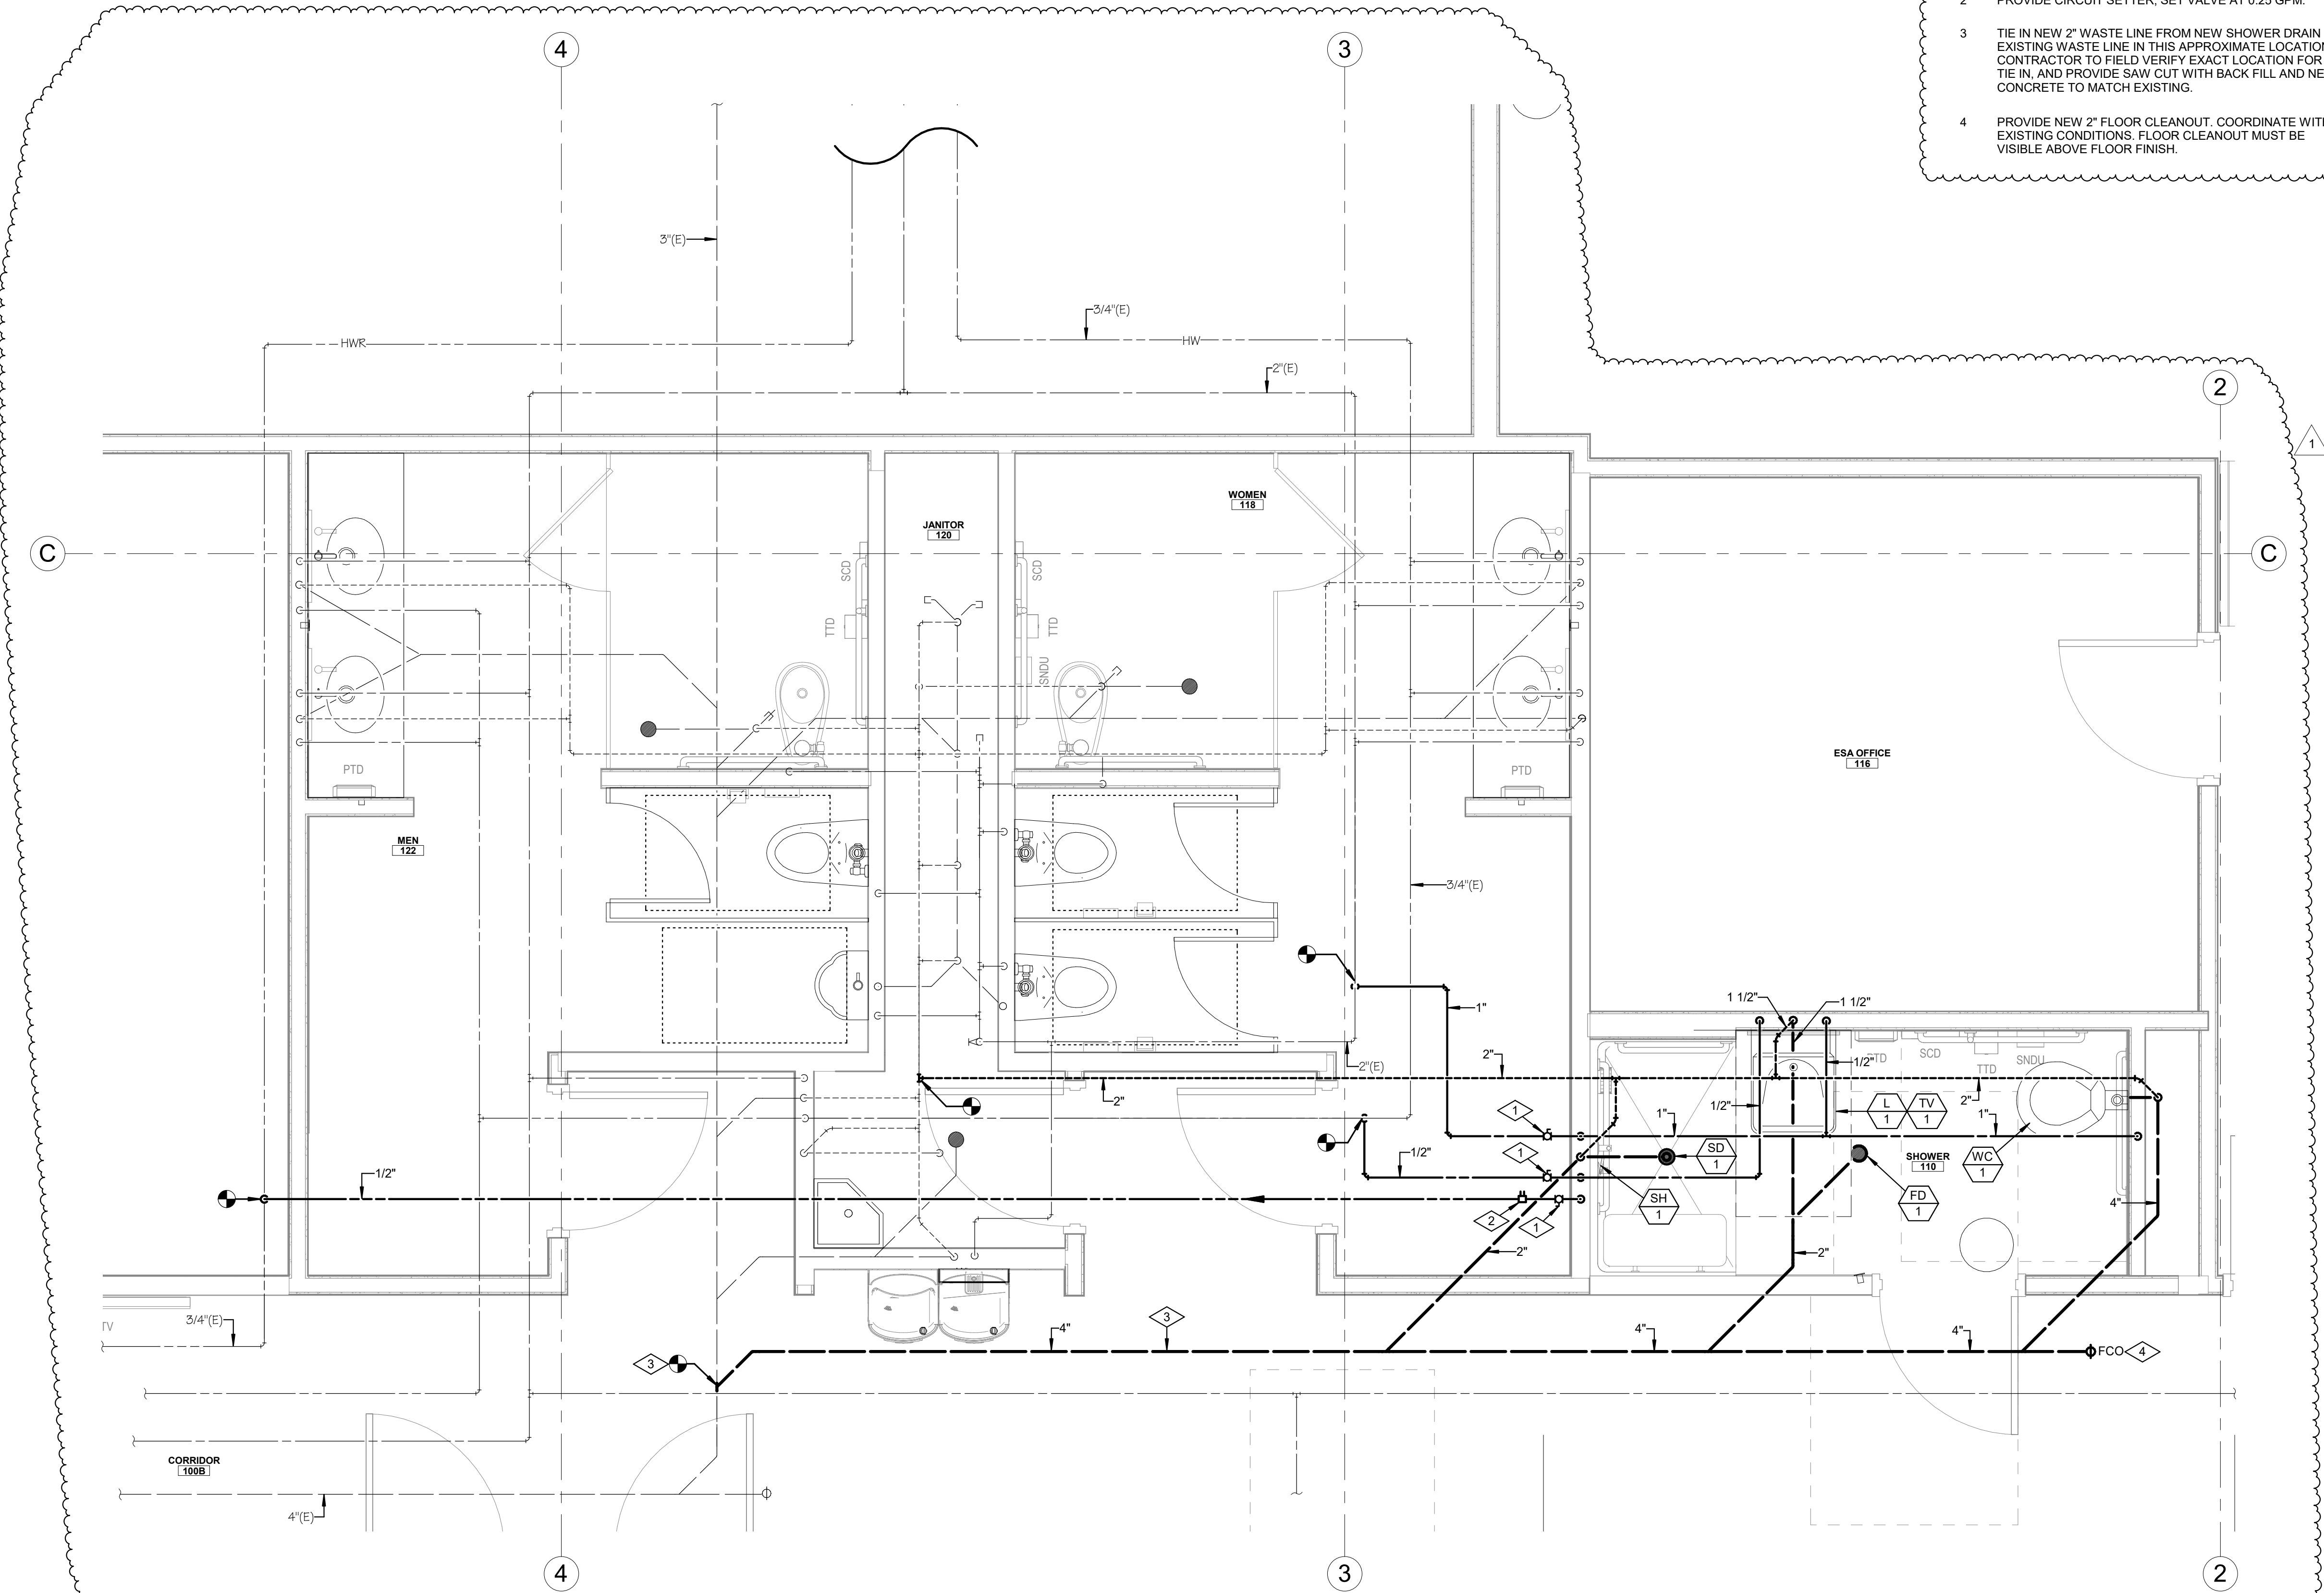 2 PROVIDE CIRCUIT SETTER, SET VALVE AT 0.25 GPM.
3 TIE IN NEW 2" WASTE LINE FROM NEW SHOWER DRAIN
EXISTING WASTE LINE IN THIS APPROXIMATE LOCATION
CONTRACTOR TO FIELD VERIFY EXACT LOCATION FOR
TIE IN, AND PROVIDE SAW CUT WITH BACK FILL AND NE
CONCRETE TO MATCH EXISTING.
4 PROVIDE NEW 2" FLOOR CLEANOUT. COORDINATE WITH
EXISTING CONDITIONS. FLOOR CLEANOUT MUST BE
VISIBLE ABOVE FLOOR FINISH.
4
3
3"(E)
3/4"(E)
HWR
HW
2"(E)
2
1
WOMEN
118
JANITOR
120
C
C
SCD
SCD
TTD
TTD
SNDU
ESA OFFICE
116
PTD
PTD
MEN
122
3/4"(E)
1 1/2"
1 1/2"
1"
2"
2"(E)
1/2"
PTD
SCD
TTD
SNDU
2"
1/2"
L
1
TV
1
2"
1"
1
1"
SD
1
1
1/2"
SHOWER
110
WC
1
1/2"
SH
1
FD
1
4"
2
1
2"
2"
3/4"(E)
TV
3
4"
4"
4"
3
FCO
4
CORRIDOR
100B
4"(E)
4
3
2